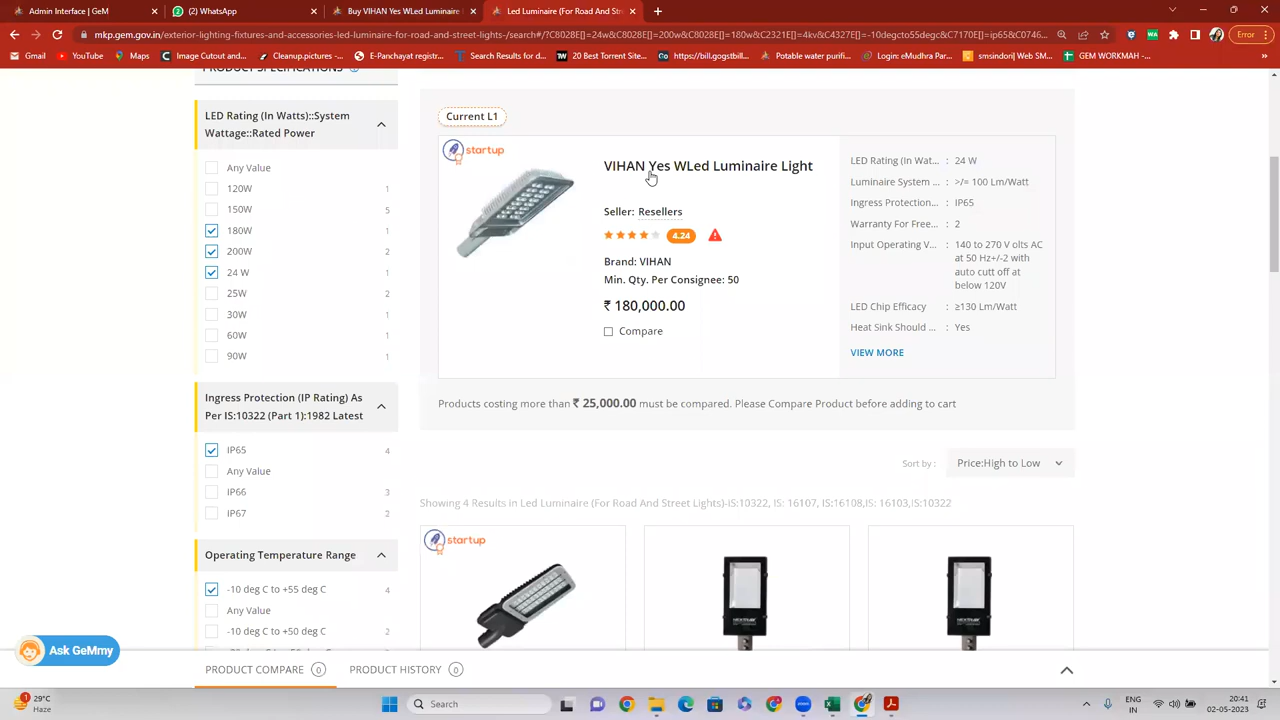 Admin Interface | GeM
(2) WhatsApp
Buy VIHAN Yes WLed Luminaire
Led Luminaire (For Road And Str
mkp.gem.gov.in/exterior-lighting-fixtures-and-accessories-led-luminaire-for-road-and-street-lights-/search#/?C8028E[]=24w&C8028E[]=200w&C8028E[]=180w&C2321E[]=4kv&C4327E[]=-10degcto55degc&C7170E[]=ip65&C0746...
Error
Gmail
YouTube
Maps
Image Cutout and...
Cleanup.pictures -...
E-Panchayat regist...
Search Results for d...
20 Best Torrent Site...
https://bill.gogstbill...
Login: eMudhra Par...
Potable water purifi...
smsindori| Web SM...
GEM WORKMAH -...
PRODUCT SPECIFICATIONS
LED Rating (In Watts)::System
Wattage::Rated Power
Any Value
120W 1
150W 5
180W 1
200W 2
24 W 1
25W 2
30W 1
60W 1
90W 1
Ingress Protection (IP Rating) As
Per IS:10322 (Part 1):1982 Latest
IP65 4
Any Value
IP66 3
IP67 2
Operating Temperature Range
-10 deg C to +55 deg C 4
Any Value
-10 deg C to +50 deg C 2
Current L1
startup
VIHAN Yes WLed Luminaire Light
Seller: Resellers
4.24
Brand: VIHAN
Min. Qty. Per Consignee: 50
₹ 180,000.00
Compare
LED Rating (In Wat... : 24 W
Luminaire System ... : >/= 100 Lm/Watt
Ingress Protection... : IP65
Warranty For Free... : 2
Input Operating V... : 140 to 270 V olts AC
at 50 Hz+/-2 with
auto cutt off at
below 120V
LED Chip Efficacy : ≥130 Lm/Watt
Heat Sink Should ... : Yes
VIEW MORE
Products costing more than ₹ 25,000.00 must be compared. Please Compare Product before adding to cart
Sort by : Price:High to Low
Showing 4 Results in Led Luminaire (For Road And Street Lights)-IS:10322, IS: 16107, IS:16108,IS: 16103,IS:10322
startup
Ask GeMmy
PRODUCT COMPARE 0
PRODUCT HISTORY 0
1
29°C
Haze
Search
ENG
IN
20:41
02-05-2023